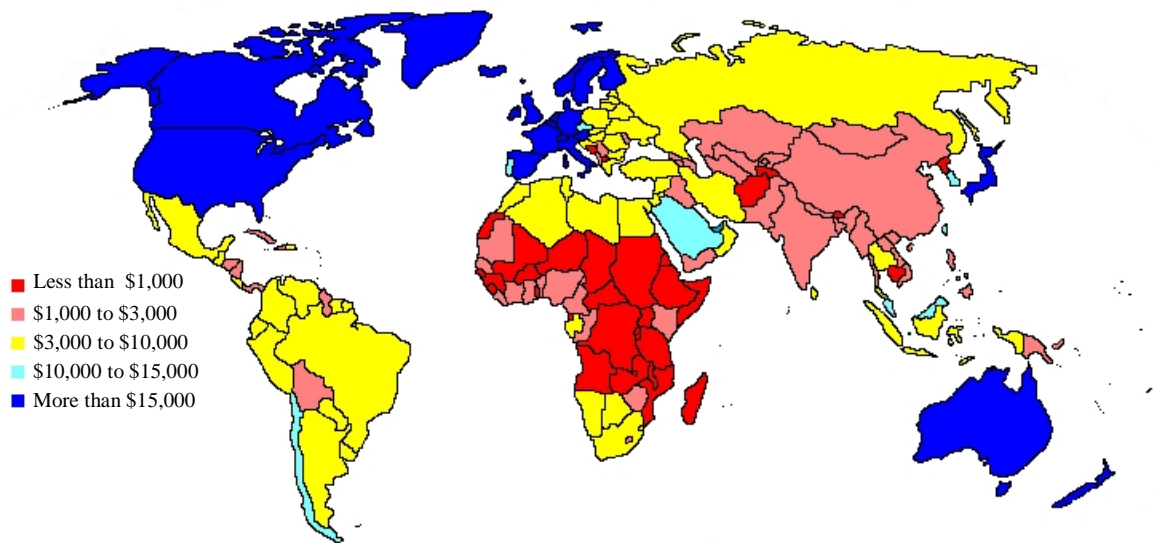 Less than $1,000
$1,000 to $3,000
$3,000 to $10,000
$10,000 to $15,000
More than $15,000